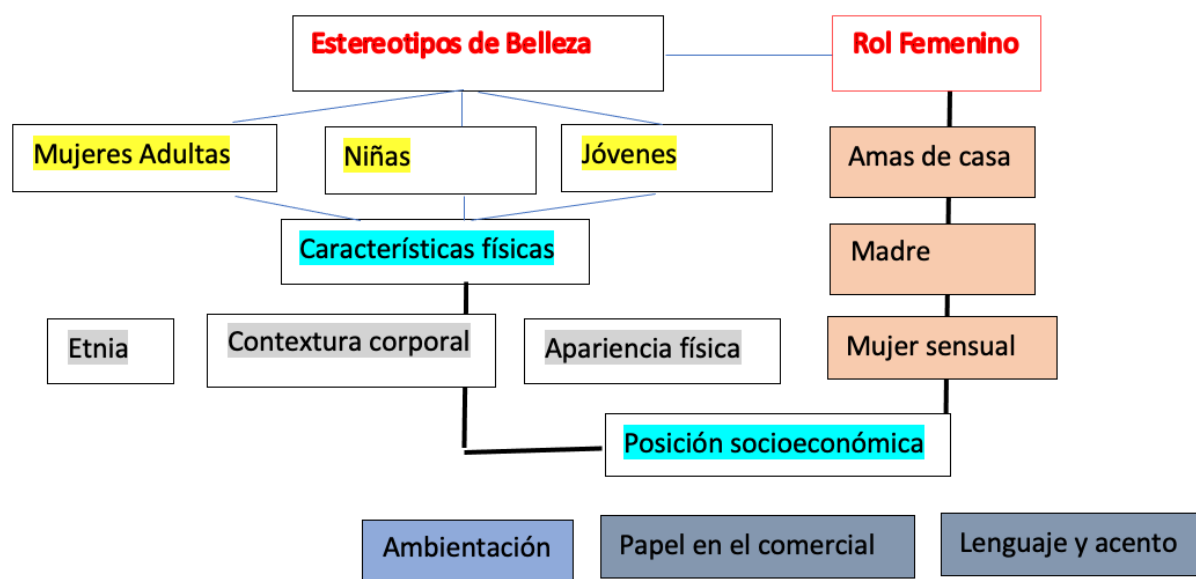 Estereotipos de Belleza
Rol Femenino
Mujeres Adultas
Niñas
Jóvenes
Amas de casa
Características físicas
Madre
Etnia
Contextura corporal
Apariencia física
Mujer sensual
Posición socioeconómica
Ambientación
Papel en el comercial
Lenguaje y acento